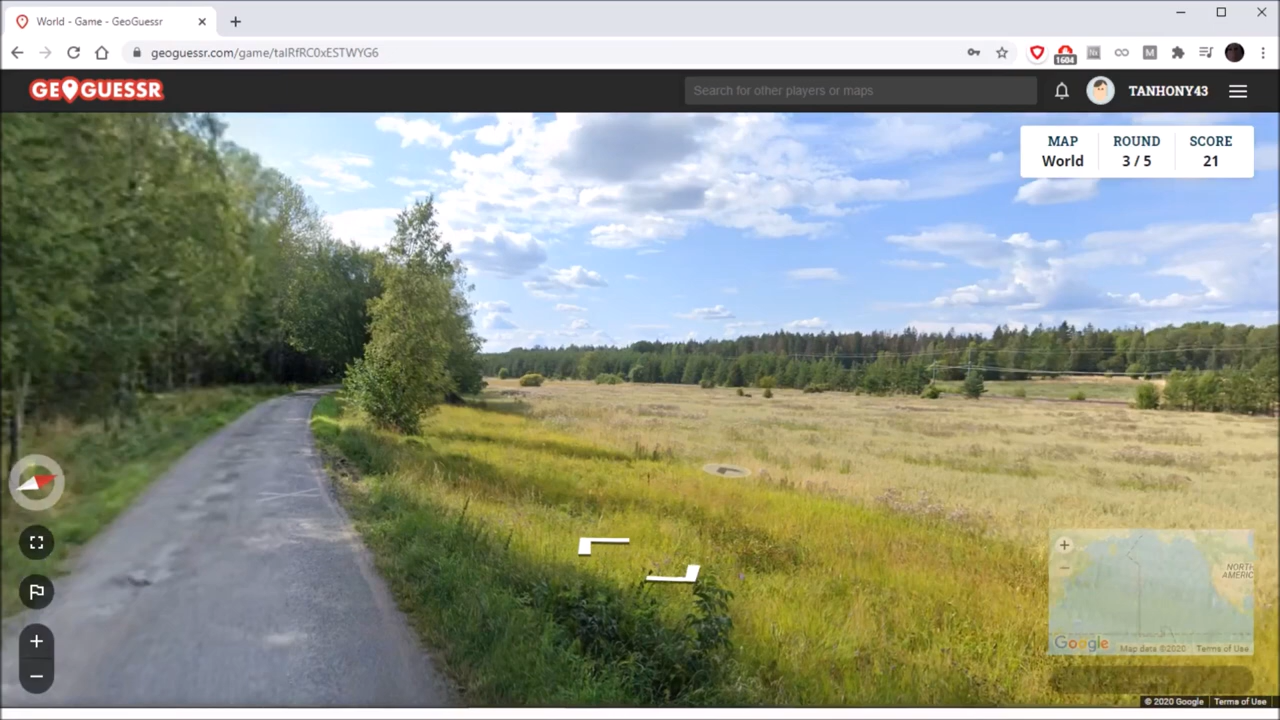 World - Game - GeoGuessr
geoguessr.com/game/taIRfRC0xESTWYG6
1604
M
GEOGUESSR
Search for other players or maps
TANHONY43
MAP ROUND SCORE
World 3 / 5 21
NORTH
AMERIC
Google Map data ©2020 Terms of Use
© 2020 Google Terms of Use